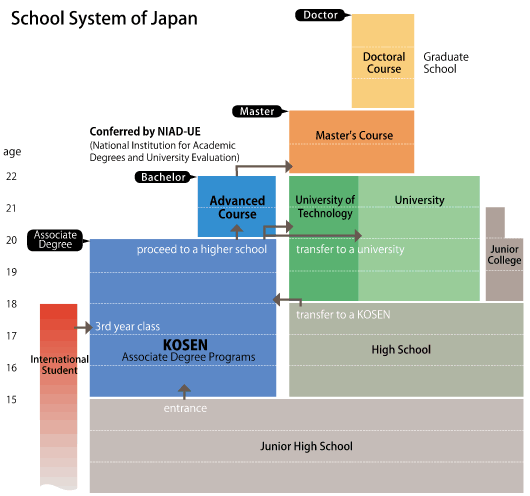 School System of Japan
Doctor
Doctoral
Course
Graduate
School
Master
Master's Course
Conferred by NIAD-UE
(National Institution for Academic
Degrees and University Evaluation)
age
Bachelor
22
Advanced
Course
University of
Technology
University
21
Associate
Degree
20
proceed to a higher school
transfer to a university
Junior
College
19
18
transfer to a KOSEN
3rd year class
17
KOSEN
Associate Degree Programs
High School
International
Student
16
15
entrance
Junior High School